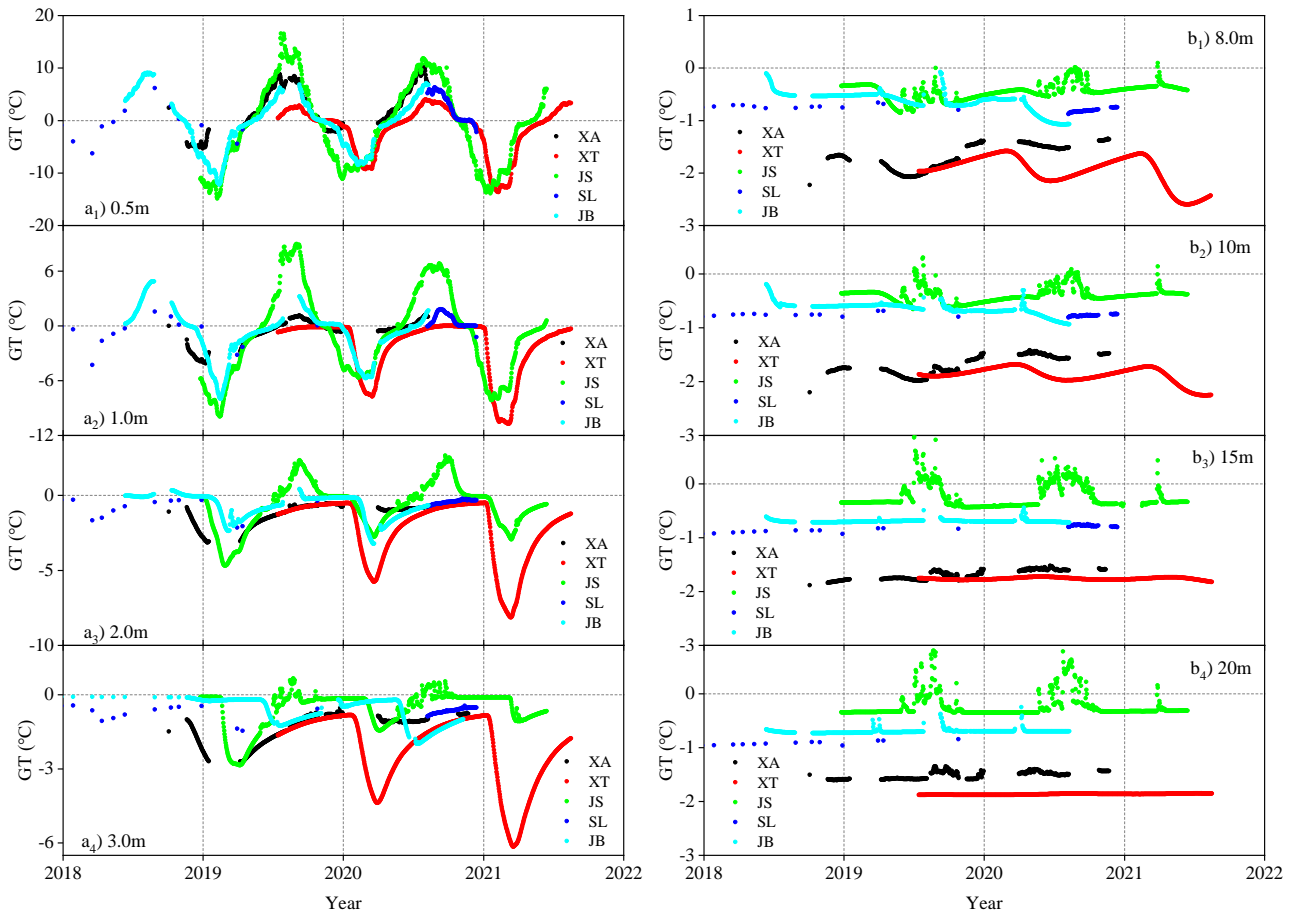 10
0
-10
-20
GT (°C)
a1) 0.5m
XA
XT
JS
SL
JB
6
0
-6
-12
GT (°C)
a2) 1.0m
XA
XT
JS
SL
JB
0
-5
-10
GT (°C)
a3) 2.0m
XA
XT
JS
SL
JB
0
-3
-6
GT (°C)
a4) 3.0m
XA
XT
JS
SL
JB
2018
2019
2020
2021
2022
Year
1
0
-1
-2
-3
GT (°C)
b1) 8.0m
XA
XT
JS
SL
JB
0
-1
-2
-3
GT (°C)
b2) 10m
XA
XT
JS
SL
JB
0
-1
-2
-3
GT (°C)
b3) 15m
XA
XT
JS
SL
JB
0
-1
-2
-3
GT (°C)
b4) 20m
XA
XT
JS
SL
JB
2018
2019
2020
2021
2022
Year